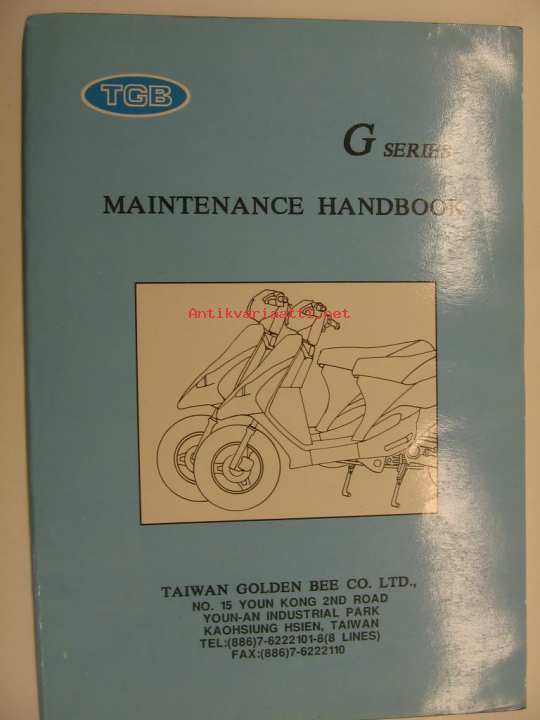 TGB
G SERIES
MAINTENANCE HANDBOOK
Antikvariaatti.net
TAIWAN GOLDEN BEE CO. LTD.,
NO. 15 YOUN KONG 2ND ROAD
YOUN-AN INDUSTRIAL PARK
KAOHSIUNG HSIEN, TAIWAN
TEL:(886)7-6222101-8(8 LINES)
FAX:(886)7-6222110